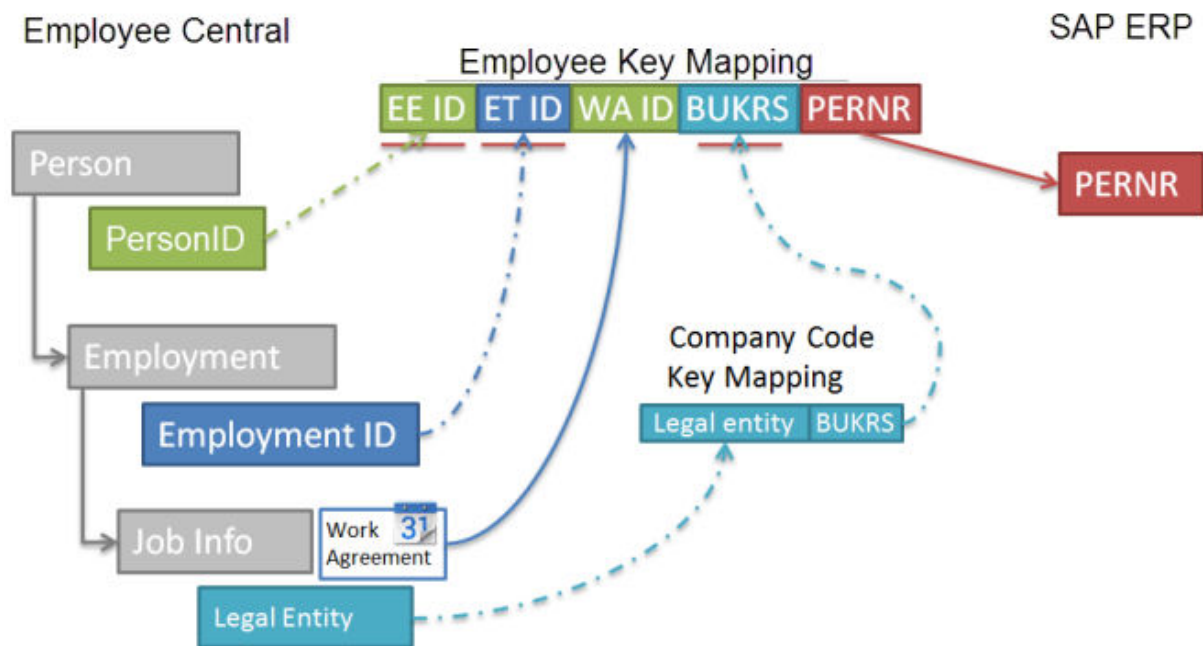 Employee Central
SAP ERP
Employee Key Mapping
EE ID ET ID WA ID BUKRS PERNR
Person
PERNR
PersonID
Employment
Company Code
Key Mapping
Legal entity BUKRS
Employment ID
Job Info
Work
Agreement
31
Legal Entity